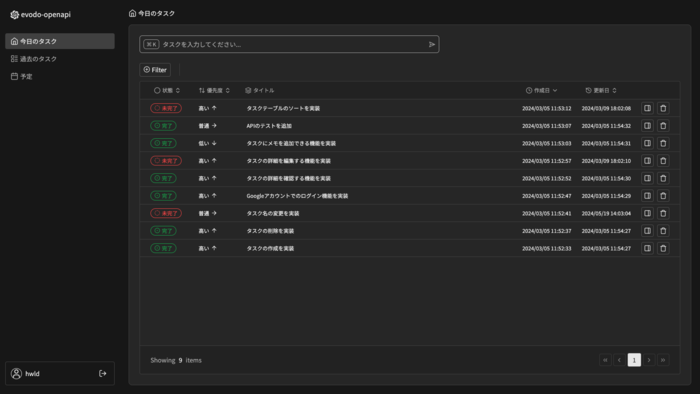 evodo-openapi
今日のタスク
過去のタスク
予定
hwld
今日のタスク
⌘ K タスクを入力してください...
Filter
状態 優先度 タイトル 作成日 更新日
未完了 高い ↑ タスクテーブルのソートを実装 2024/03/05 11:53:12 2024/03/09 18:02:08
完了 普通 → APIのテストを追加 2024/03/05 11:53:07 2024/03/05 11:54:32
完了 低い ↓ タスクにメモを追加できる機能を実装 2024/03/05 11:53:03 2024/03/05 11:54:31
未完了 高い ↑ タスクの詳細を編集する機能を実装 2024/03/05 11:52:57 2024/03/09 18:02:10
完了 高い ↑ タスクの詳細を確認する機能を実装 2024/03/05 11:52:52 2024/03/05 11:54:30
完了 高い ↑ Googleアカウントでのログイン機能を実装 2024/03/05 11:52:47 2024/03/05 11:54:29
未完了 普通 → タスク名の変更を実装 2024/03/05 11:52:41 2024/05/19 14:03:04
完了 高い ↑ タスクの削除を実装 2024/03/05 11:52:37 2024/03/05 11:54:27
完了 高い ↑ タスクの作成を実装 2024/03/05 11:52:33 2024/03/05 11:54:27
Showing 9 items
1